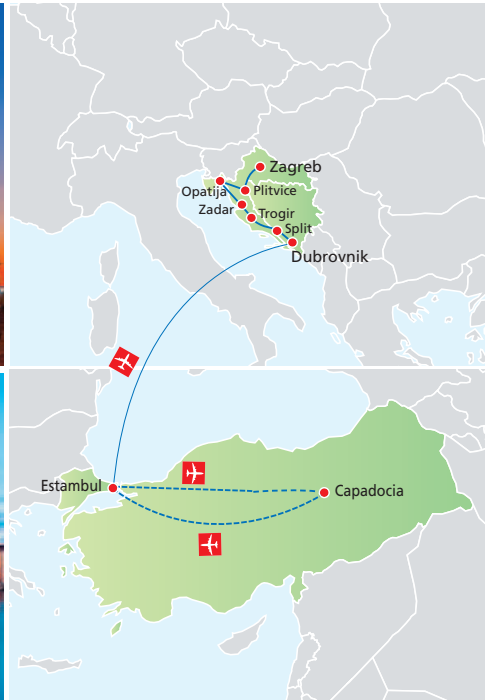 Zagreb
Opatija
Plitvice
Zadar
Trogir
Split
Dubrovnik
Estambul
Capadocia